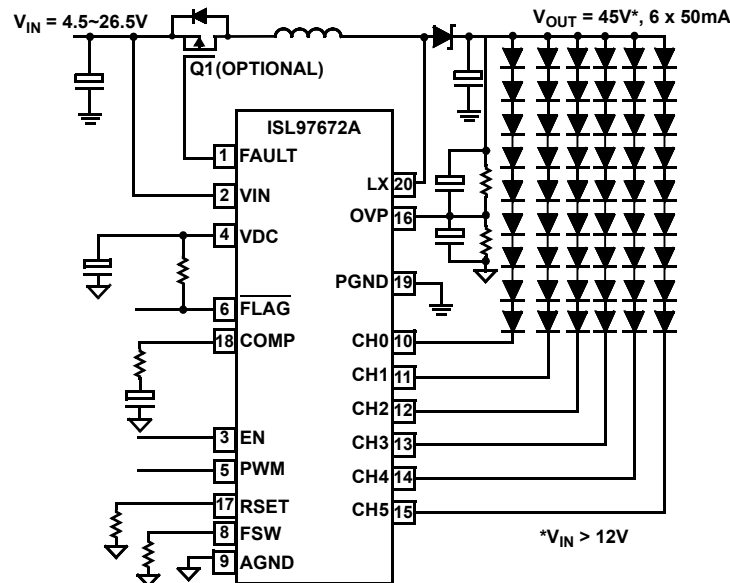 VIN = 4.5~26.5V
VOUT = 45V*, 6 x 50mA
Q1(OPTIONAL)
ISL97672A
1 FAULT
2 VIN
4 VDC
6 FLAG
18 COMP
3 EN
5 PWM
17 RSET
8 FSW
9 AGND
LX 20
OVP 16
PGND 19
CH0 10
CH1 11
CH2 12
CH3 13
CH4 14
CH5 15
*VIN > 12V